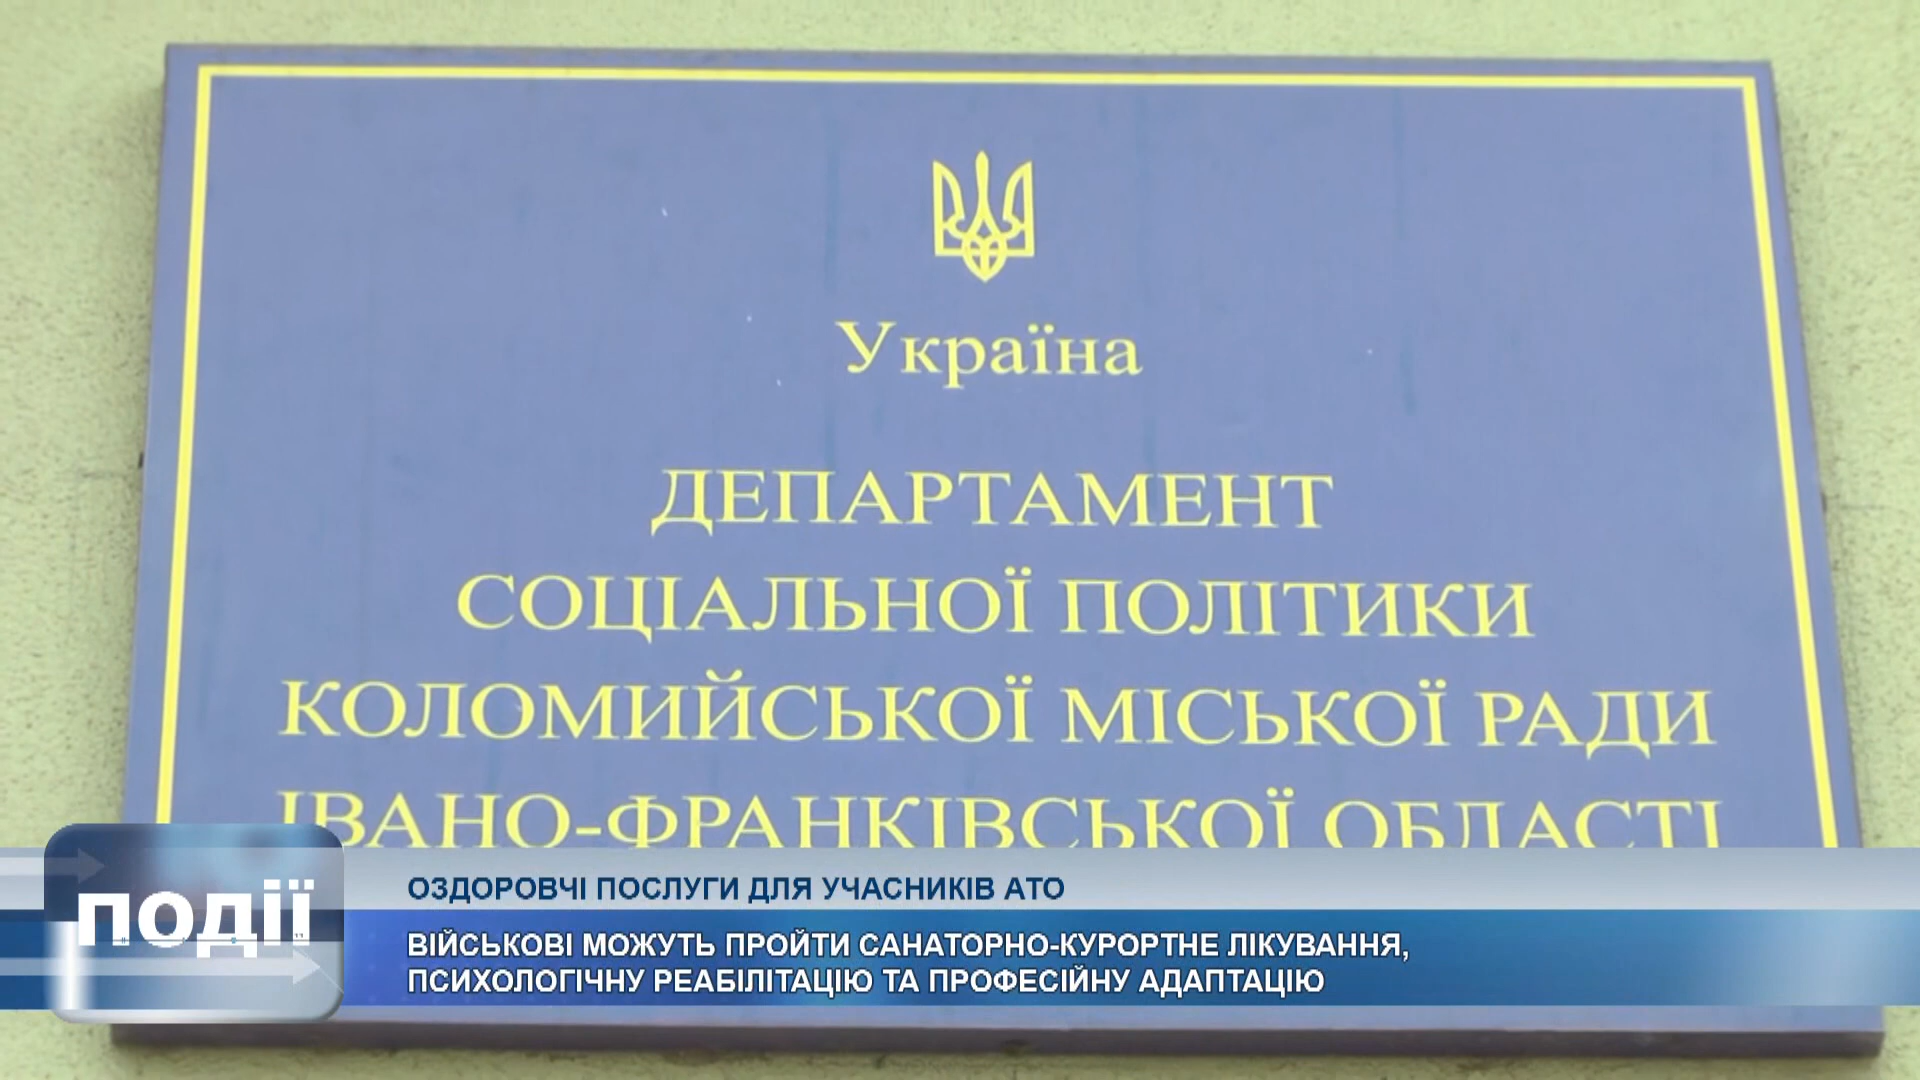 Україна
ДЕПАРТАМЕНТ
СОЦІАЛЬНОЇ ПОЛІТИКИ
КОЛОМИЙСЬКОЇ МІСЬКОЇ РАДИ
ІВАНО-ФРАНКІВСЬКОЇ ОБЛАСТІ
події
ОЗДОРОВЧІ ПОСЛУГИ ДЛЯ УЧАСНИКІВ АТО
ВІЙСЬКОВІ МОЖУТЬ ПРОЙТИ САНАТОРНО-КУРОРТНЕ ЛІКУВАННЯ,
ПСИХОЛОГІЧНУ РЕАБІЛІТАЦІЮ ТА ПРОФЕСІЙНУ АДАПТАЦІЮ